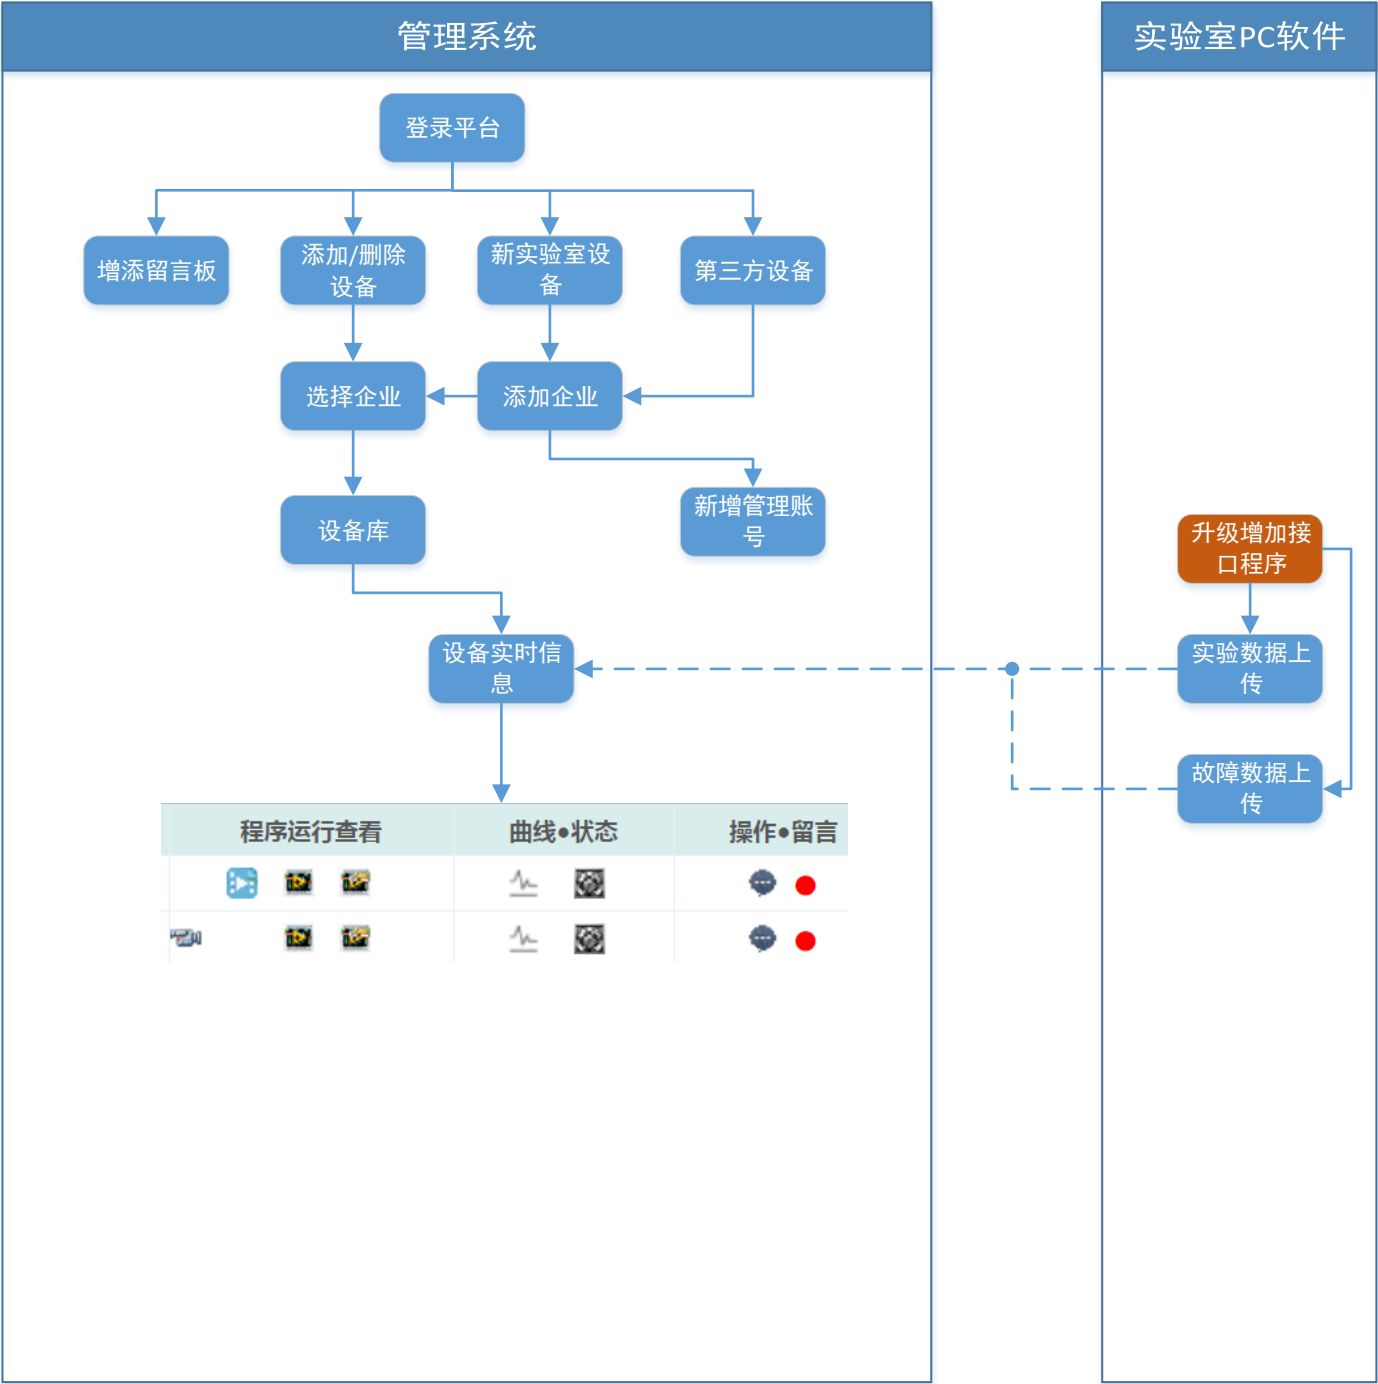 管理系统
实验室PC软件
登录平台
增添留言板
添加/删除
设备
新实验室设
备
第三方设备
选择企业
添加企业
设备库
新增管理账
号
升级增加接
口程序
设备实时信
息
实验数据上
传
故障数据上
传
程序运行查看
曲线●状态
操作●留言